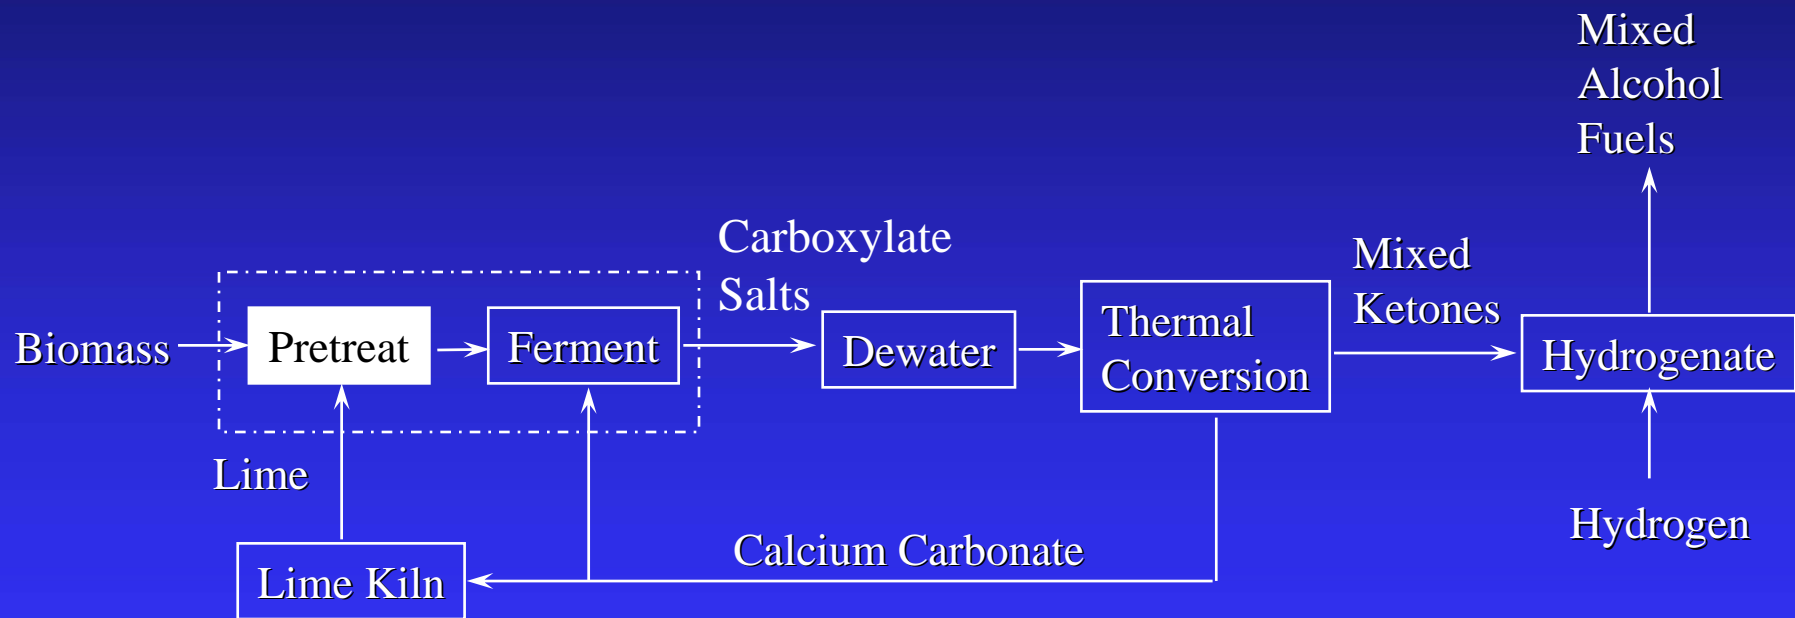 Mixed
Alcohol
Fuels
Carboxylate
Salts
Mixed
Ketones
Biomass
Pretreat
Ferment
Dewater
Thermal
Conversion
Hydrogenate
Lime
Hydrogen
Calcium Carbonate
Lime Kiln